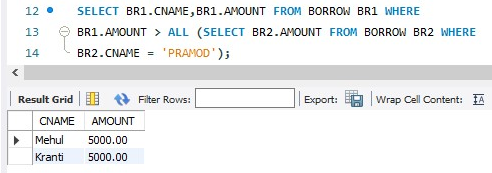 12 SELECT BR1.CNAME,BR1.AMOUNT FROM BORROW BR1 WHERE
13 BR1.AMOUNT > ALL (SELECT BR2.AMOUNT FROM BORROW BR2 WHERE
14 BR2.CNAME = 'PRAMOD');
Result Grid Filter Rows: Export: Wrap Cell Content: IA
CNAME AMOUNT
Mehul 5000.00
Kranti 5000.00